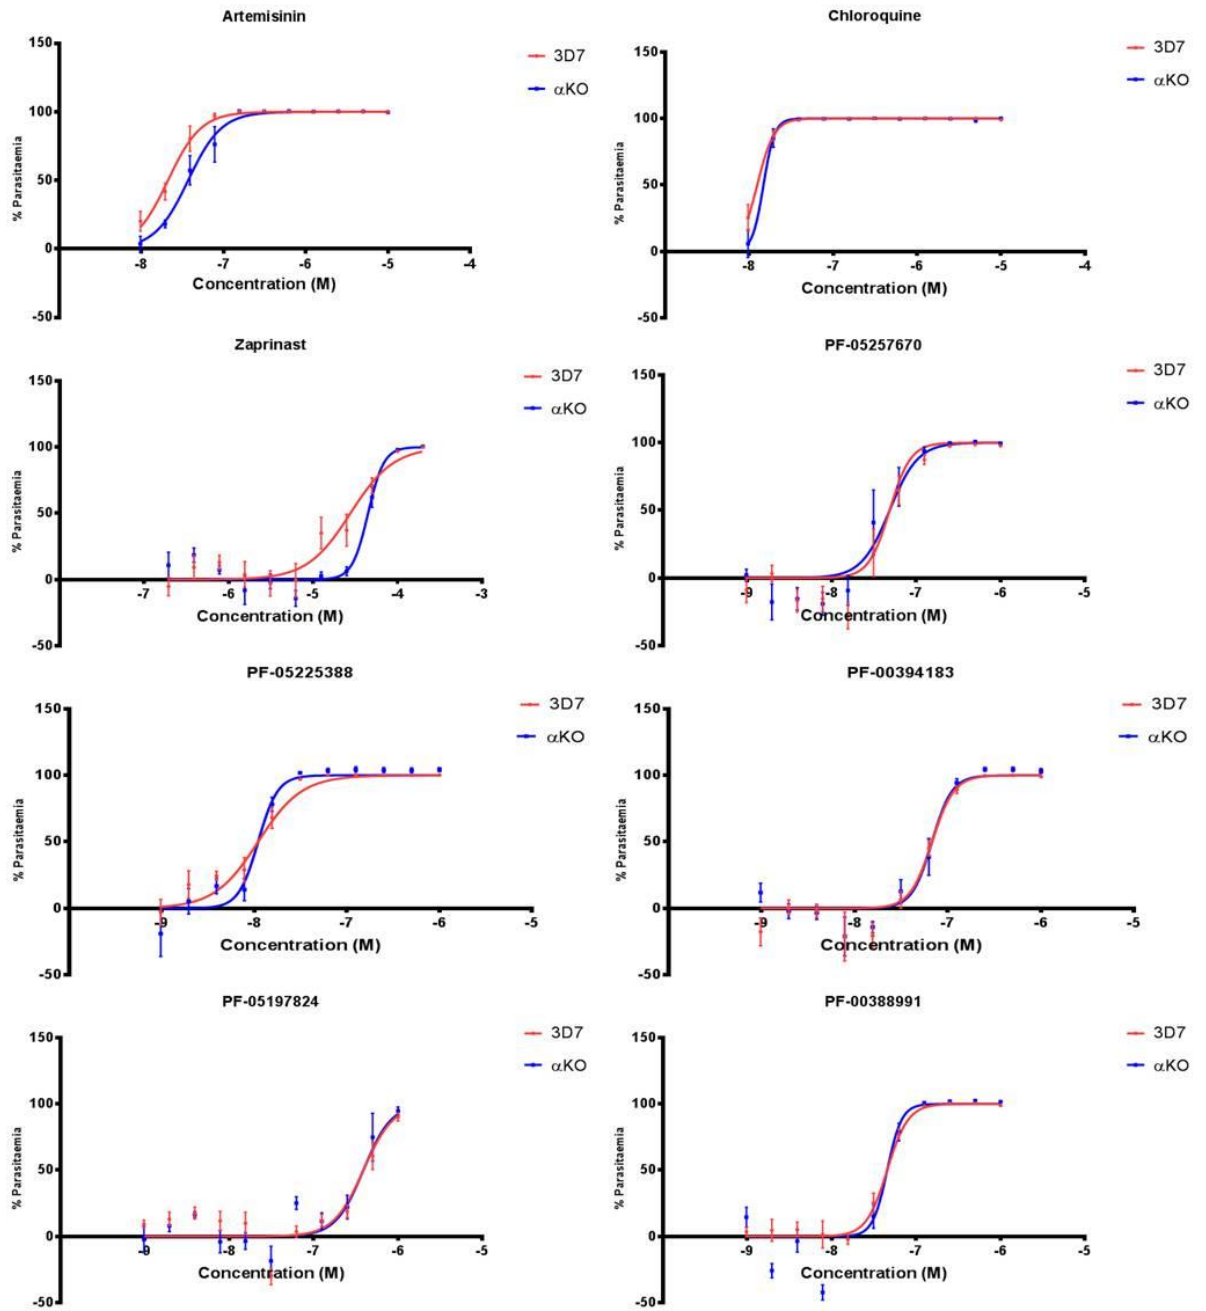 Artemisinin
150
100
50
0
-50
-8
-7
-6
-5
-4
% Parasitaemia
Concentration (M)
3D7
αKO
Chloroquine
150
100
50
0
-50
-8
-7
-6
-5
-4
% Parasitaemia
Concentration (M)
3D7
αKO
Zaprinast
150
100
50
0
-50
-7
-6
-5
-4
-3
% Parasitaemia
Concentration (M)
3D7
αKO
PF-05257670
150
100
50
0
-50
-9
-8
-7
-6
-5
% Parasitaemia
Concentration (M)
3D7
αKO
PF-05225388
150
100
50
0
-50
-9
-8
-7
-6
-5
% Parasitaemia
Concentration (M)
3D7
αKO
PF-00394183
150
100
50
0
-50
-9
-8
-7
-6
-5
% Parasitaemia
Concentration (M)
3D7
αKO
PF-05197824
150
100
50
0
-50
-9
-8
-7
-6
-5
% Parasitaemia
Concentration (M)
3D7
αKO
PF-00388991
150
100
50
0
-50
-9
-8
-7
-6
-5
% Parasitaemia
Concentration (M)
3D7
αKO